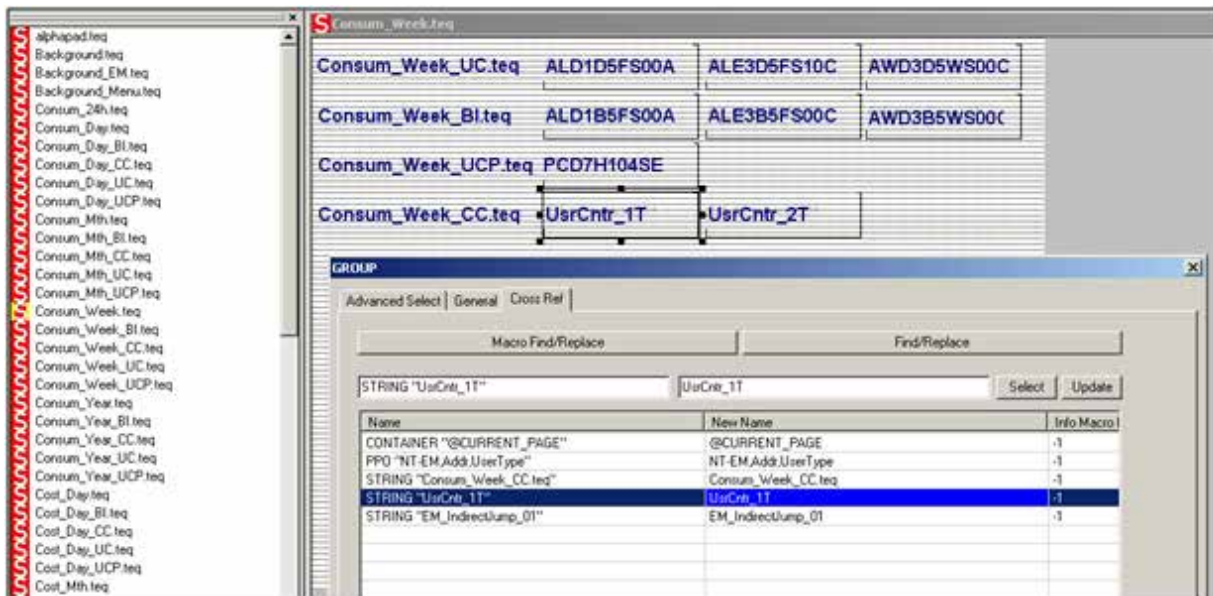 alphapad.teq
Background.teq
Background_EM.teq
Background_Menu.teq
Consum_24h.teq
Consum_Day.teq
Consum_Day_BI.teq
Consum_Day_CC.teq
Consum_Day_UC.teq
Consum_Day_UCP.teq
Consum_Mth.teq
Consum_Mth_BI.teq
Consum_Mth_CC.teq
Consum_Mth_UC.teq
Consum_Mth_UCP.teq
Consum_Week.teq
Consum_Week_BI.teq
Consum_Week_CC.teq
Consum_Week_UC.teq
Consum_Week_UCP.teq
Consum_Year.teq
Consum_Year_BI.teq
Consum_Year_CC.teq
Consum_Year_UC.teq
Consum_Year_UCP.teq
Cost_Day.teq
Cost_Day_BI.teq
Cost_Day_CC.teq
Cost_Day_UC.teq
Cost_Day_UCP.teq
Cost_Mth.teq
Consum_Week.teq
Consum_Week_UC.teq ALD1D5FS00A ALE3D5FS10C AWD3D5WS00C
Consum_Week_BI.teq ALD1B5FS00A ALE3B5FS00C AWD3B5WS00(
Consum_Week_UCP.teq PCD7H104SE
Consum_Week_CC.teq UsrCntr_1T UsrCntr_2T
GROUP
Advanced Select General Cross Ref
Macro Find/Replace Find/Replace
STRING "UsrCntr_1T" UsrCntr_1T Select Update
Name New Name Info Macro
CONTAINER "@CURRENT_PAGE" @CURRENT_PAGE -1
PPO "NT-EM.Addr.UserType" NT-EM.Addr.UserType -1
STRING "Consum_Week_CC.teq" Consum_Week_CC.teq -1
STRING "UsrCntr_1T" UsrCntr_1T -1
STRING "EM_IndirectJump_01" EM_IndirectJump_01 -1